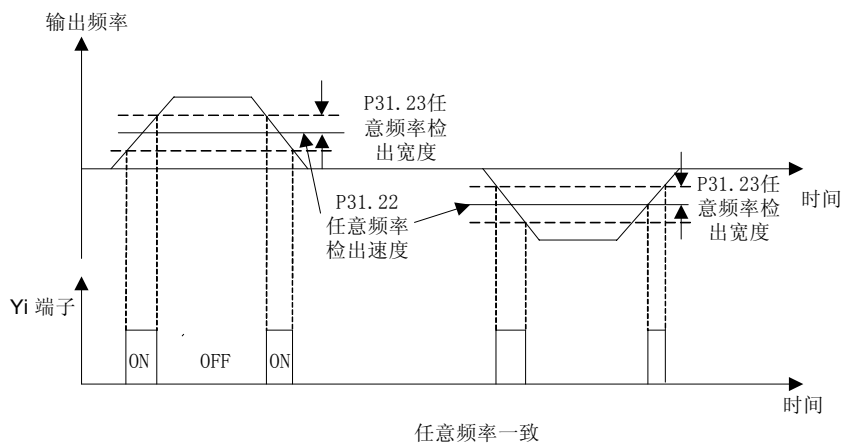 输出频率
P31.23任
意频率检
出宽度
P31.22
任意频率
检出速度
P31.23任
意频率检
出宽度
时间
Yi 端子
ON
OFF
ON
时间
任意频率一致